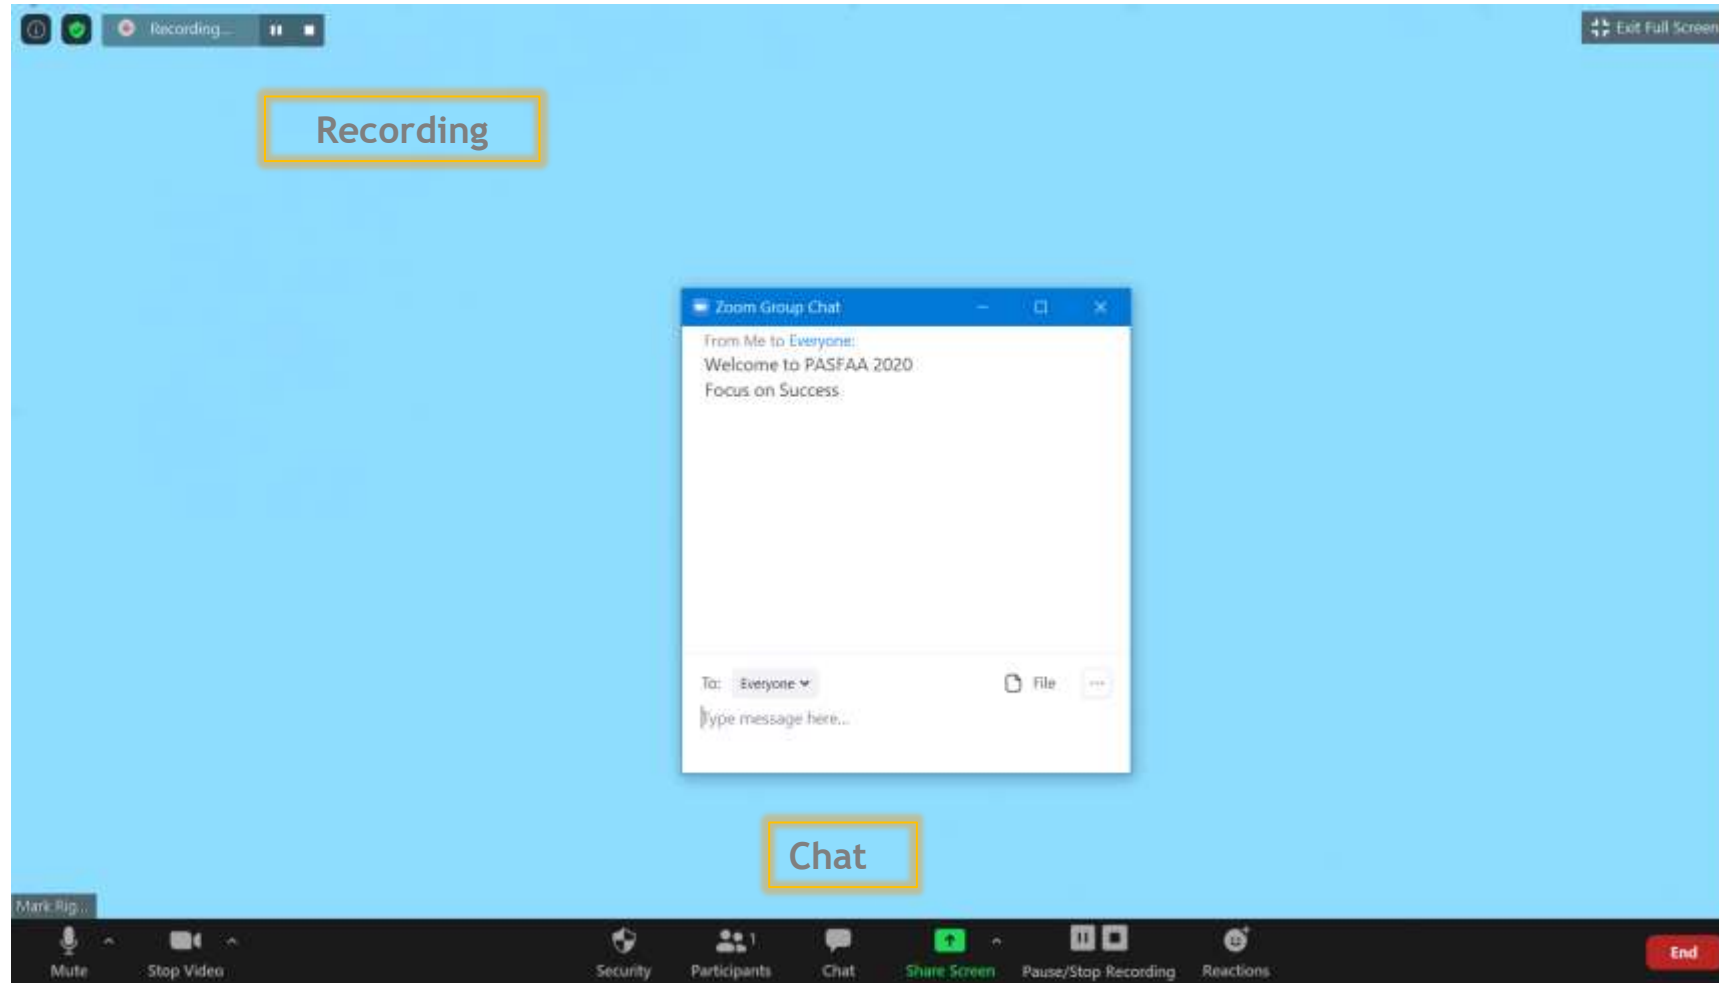 Recording...
Exit Full Screen
Recording
Zoom Group Chat
From Me to Everyone:
Welcome to PASFAA 2020
Focus on Success
To: Everyone
File
Type message here...
Chat
Mark Rig...
1
Mute
Stop Video
Security
Participants
Chat
Share Screen
Pause/Stop Recording
Reactions
End